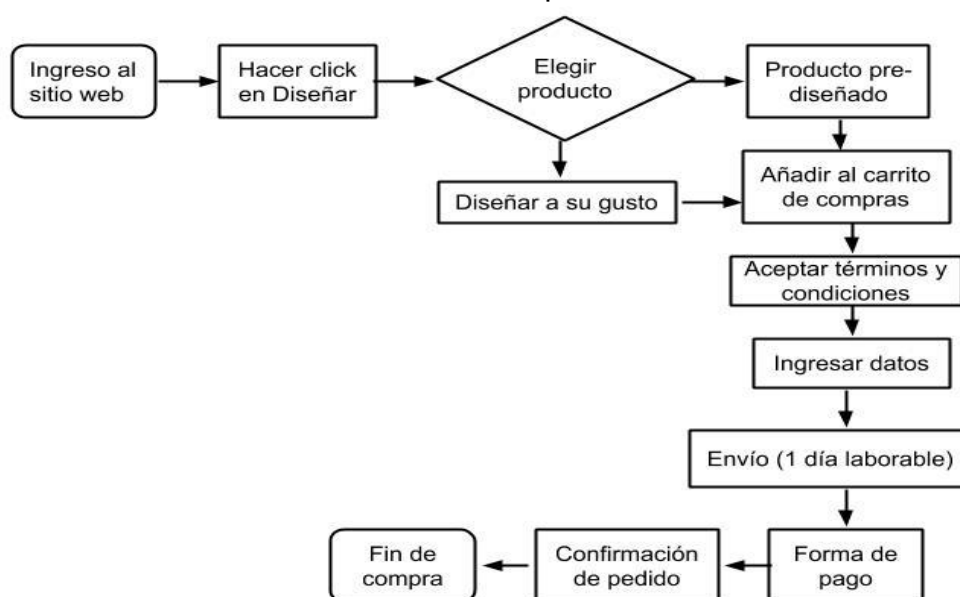 Ingreso al
sitio web
Hacer click
en Diseñar
Elegir
producto
Producto pre-
diseñado
Diseñar a su gusto
Añadir al carrito
de compras
Aceptar términos y
condiciones
Ingresar datos
Envío (1 día laborable)
Forma de
pago
Confirmación
de pedido
Fin de
compra